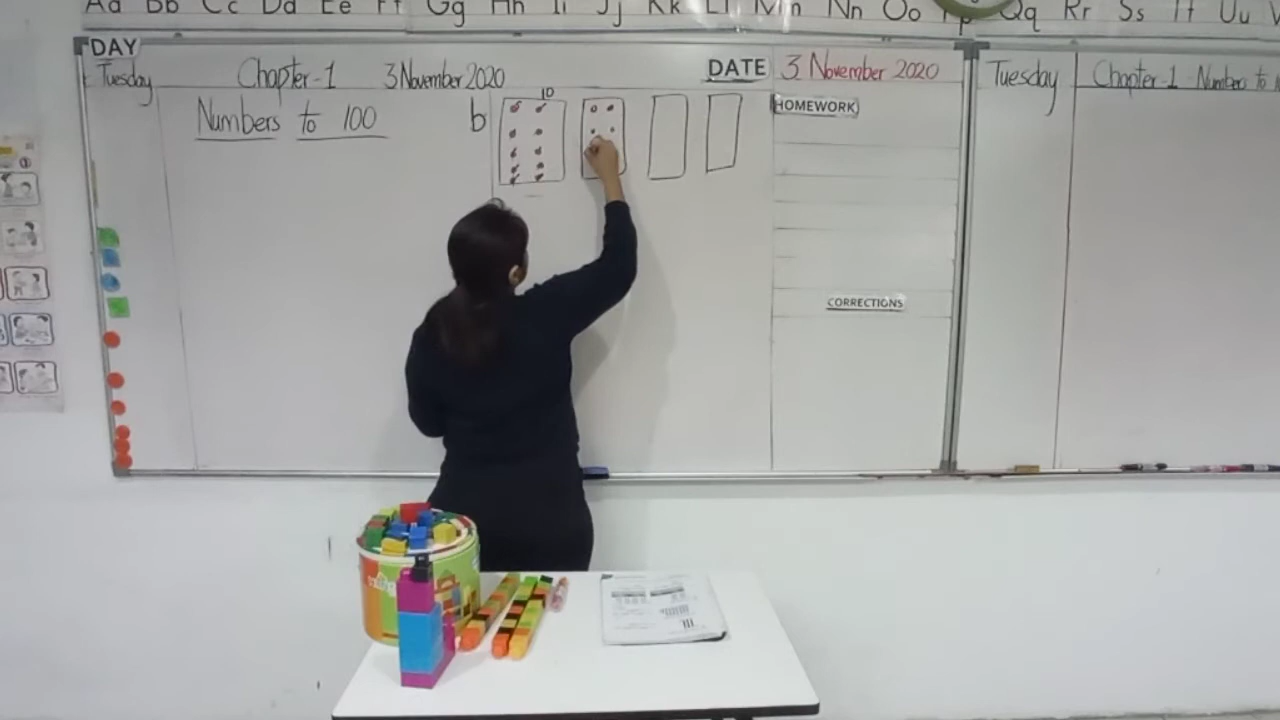 Aa Bb Cc Dd Ee Ff Gg Hh Ii Jj Kk Ll Mm Nn Oo Pp Qq Rr Ss Tt Uu
DAY
Tuesday Chapter-1 3 November 2020 DATE 3 November 2020
Numbers to 100
b
10
HOMEWORK
CORRECTIONS
Tuesday Chapter 1 Numbers to